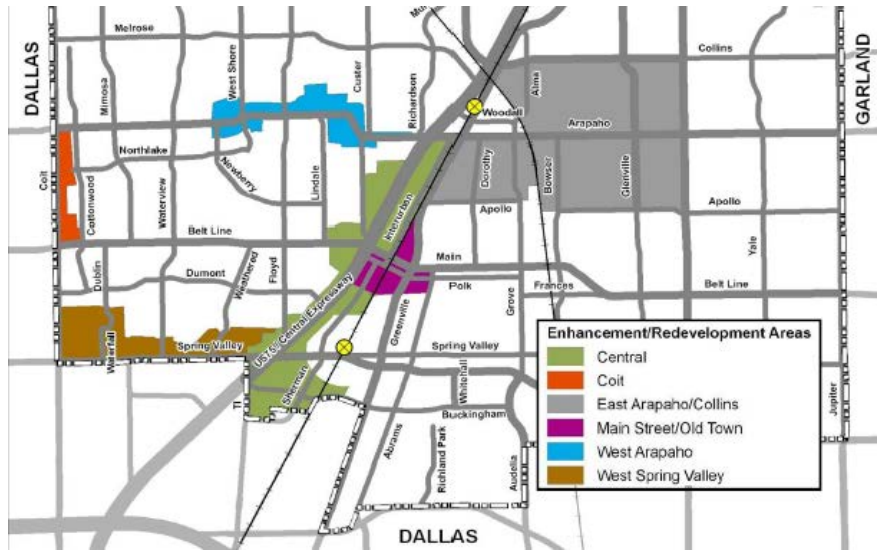 DALLAS
GARLAND
Melrose
Mimosa
West Shore
Custer
Richardson
Collins
Alma
Woodall
Arapaho
Northlake
Newberry
Lindale
Interurban
Dorothy
Bowser
Glenville
Coit
Cottonwood
Waterview
Apollo
Apollo
Belt Line
Main
Yale
Dublin
Dumont
Weathered
Floyd
US75 / Central Expressway
Polk
Grove
Frances
Belt Line
Greenville
Waterfall
Spring Valley
Spring Valley
Sherman
TI
Whitehall
Buckingham
Abrams
Richland Park
Audelia
Jupiter
Enhancement/Redevelopment Areas
Central
Coit
East Arapaho/Collins
Main Street/Old Town
West Arapaho
West Spring Valley
DALLAS